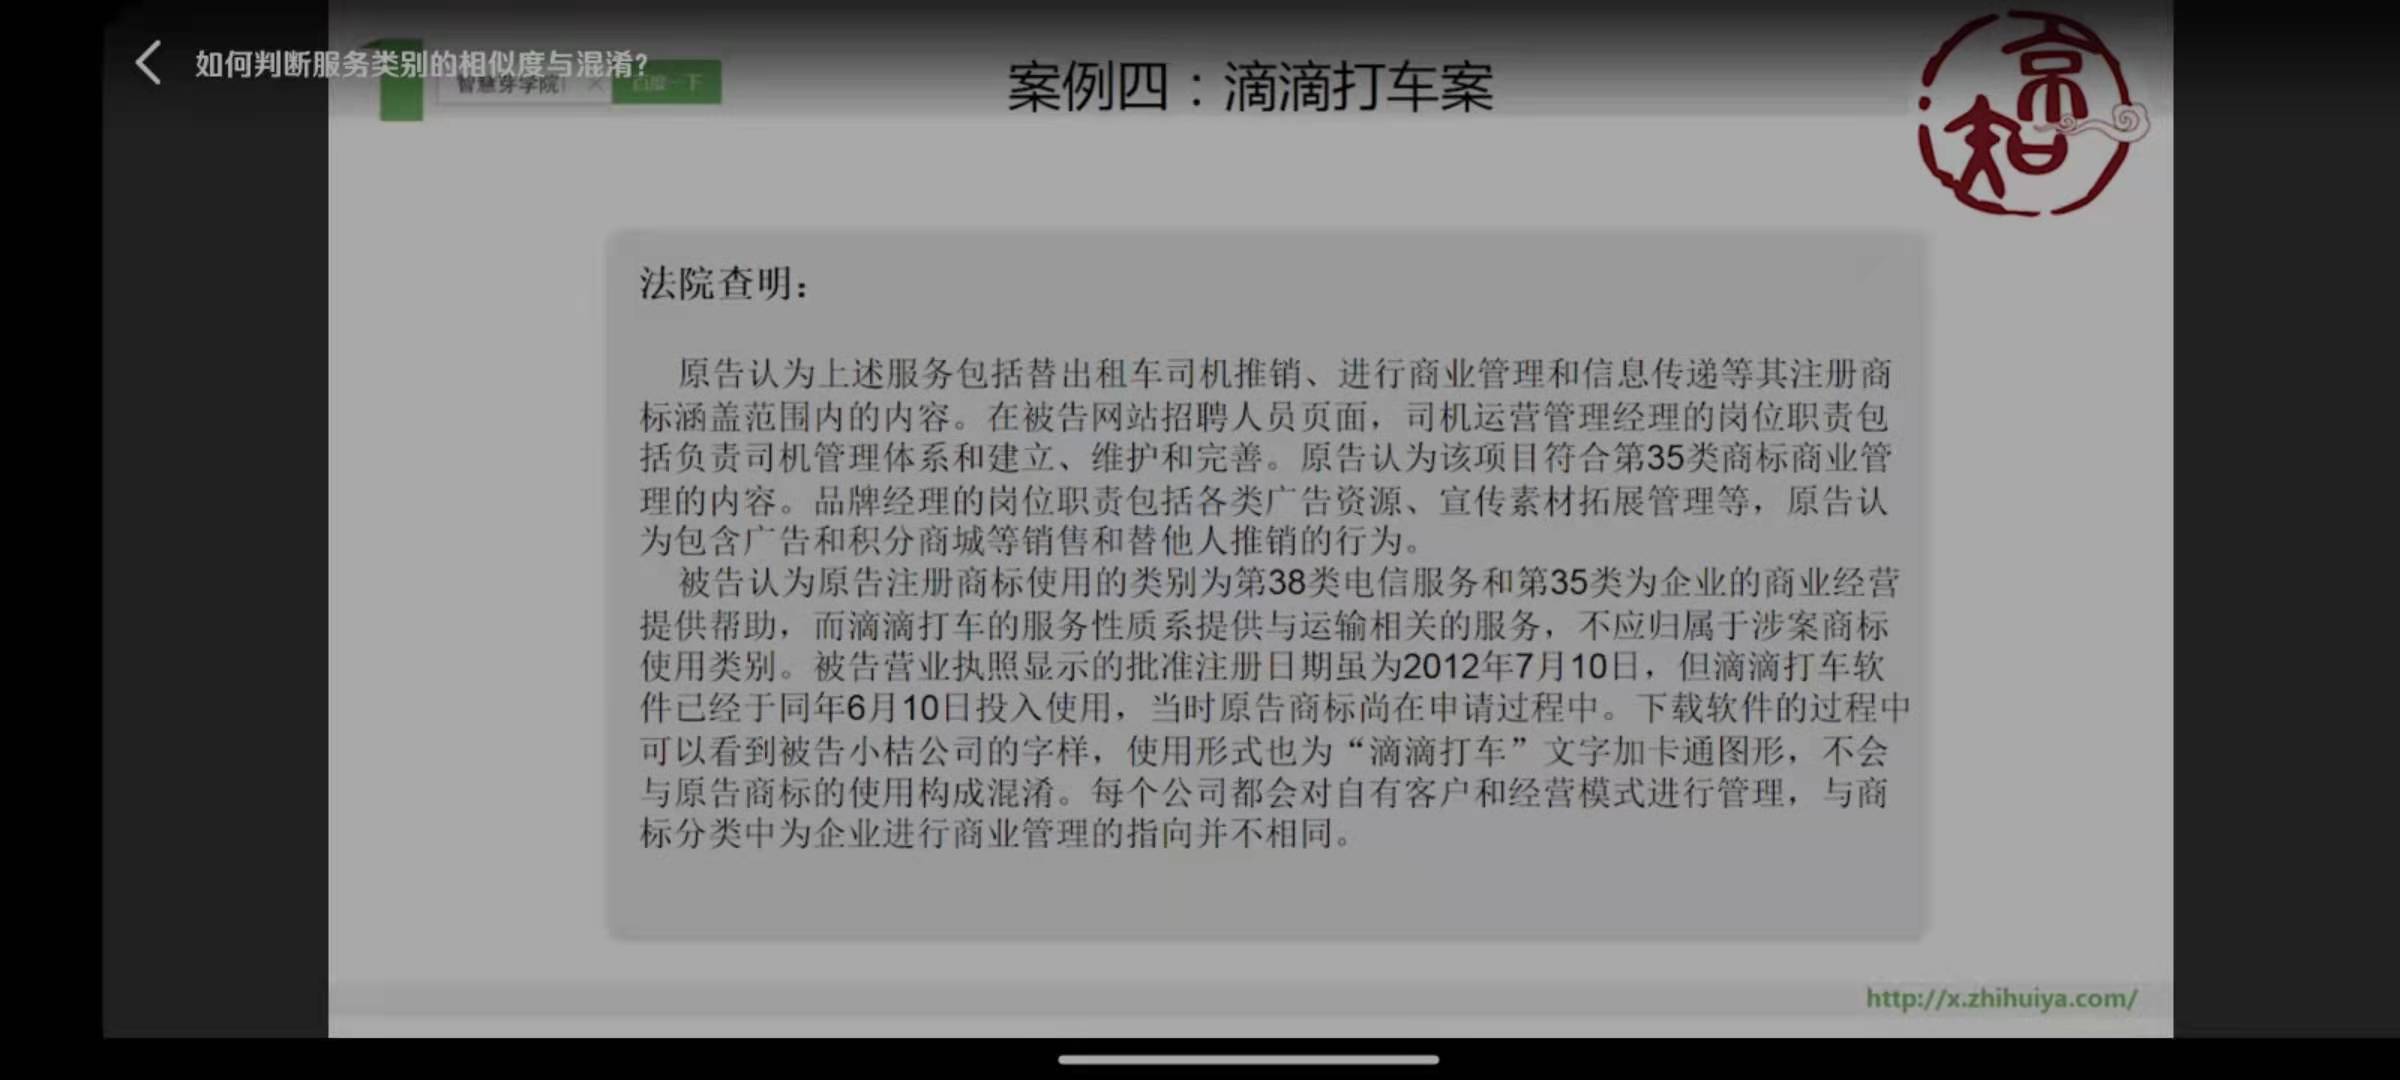 如何判断服务类别的相似度与混淆？
智慧芽学院
百度一下
案例四：滴滴打车案
京知
法院查明：
原告认为上述服务包括替出租车司机推销、进行商业管理和信息传递等其注册商
标涵盖范围内的内容。在被告网站招聘人员页面，司机运营管理经理的岗位职责包
括负责司机管理体系和建立、维护和完善。原告认为该项目符合第35类商标商业管
理的内容。品牌经理的岗位职责包括各类广告资源、宣传素材拓展管理等，原告认
为包含广告和积分商城等销售和替他人推销的行为。
被告认为原告注册商标使用的类别为第38类电信服务和第35类为企业的商业经营
提供帮助，而滴滴打车的服务性质系提供与运输相关的服务，不应归属于涉案商标
使用类别。被告营业执照显示的批准注册日期虽为2012年7月10日，但滴滴打车软
件已经于同年6月10日投入使用，当时原告商标尚在申请过程中。下载软件的过程中
可以看到被告小桔公司的字样，使用形式也为“滴滴打车”文字加卡通图形，不会
与原告商标的使用构成混淆。每个公司都会对自有客户和经营模式进行管理，与商
标分类中为企业进行商业管理的指向并不相同。
http://x.zhihuiya.com/